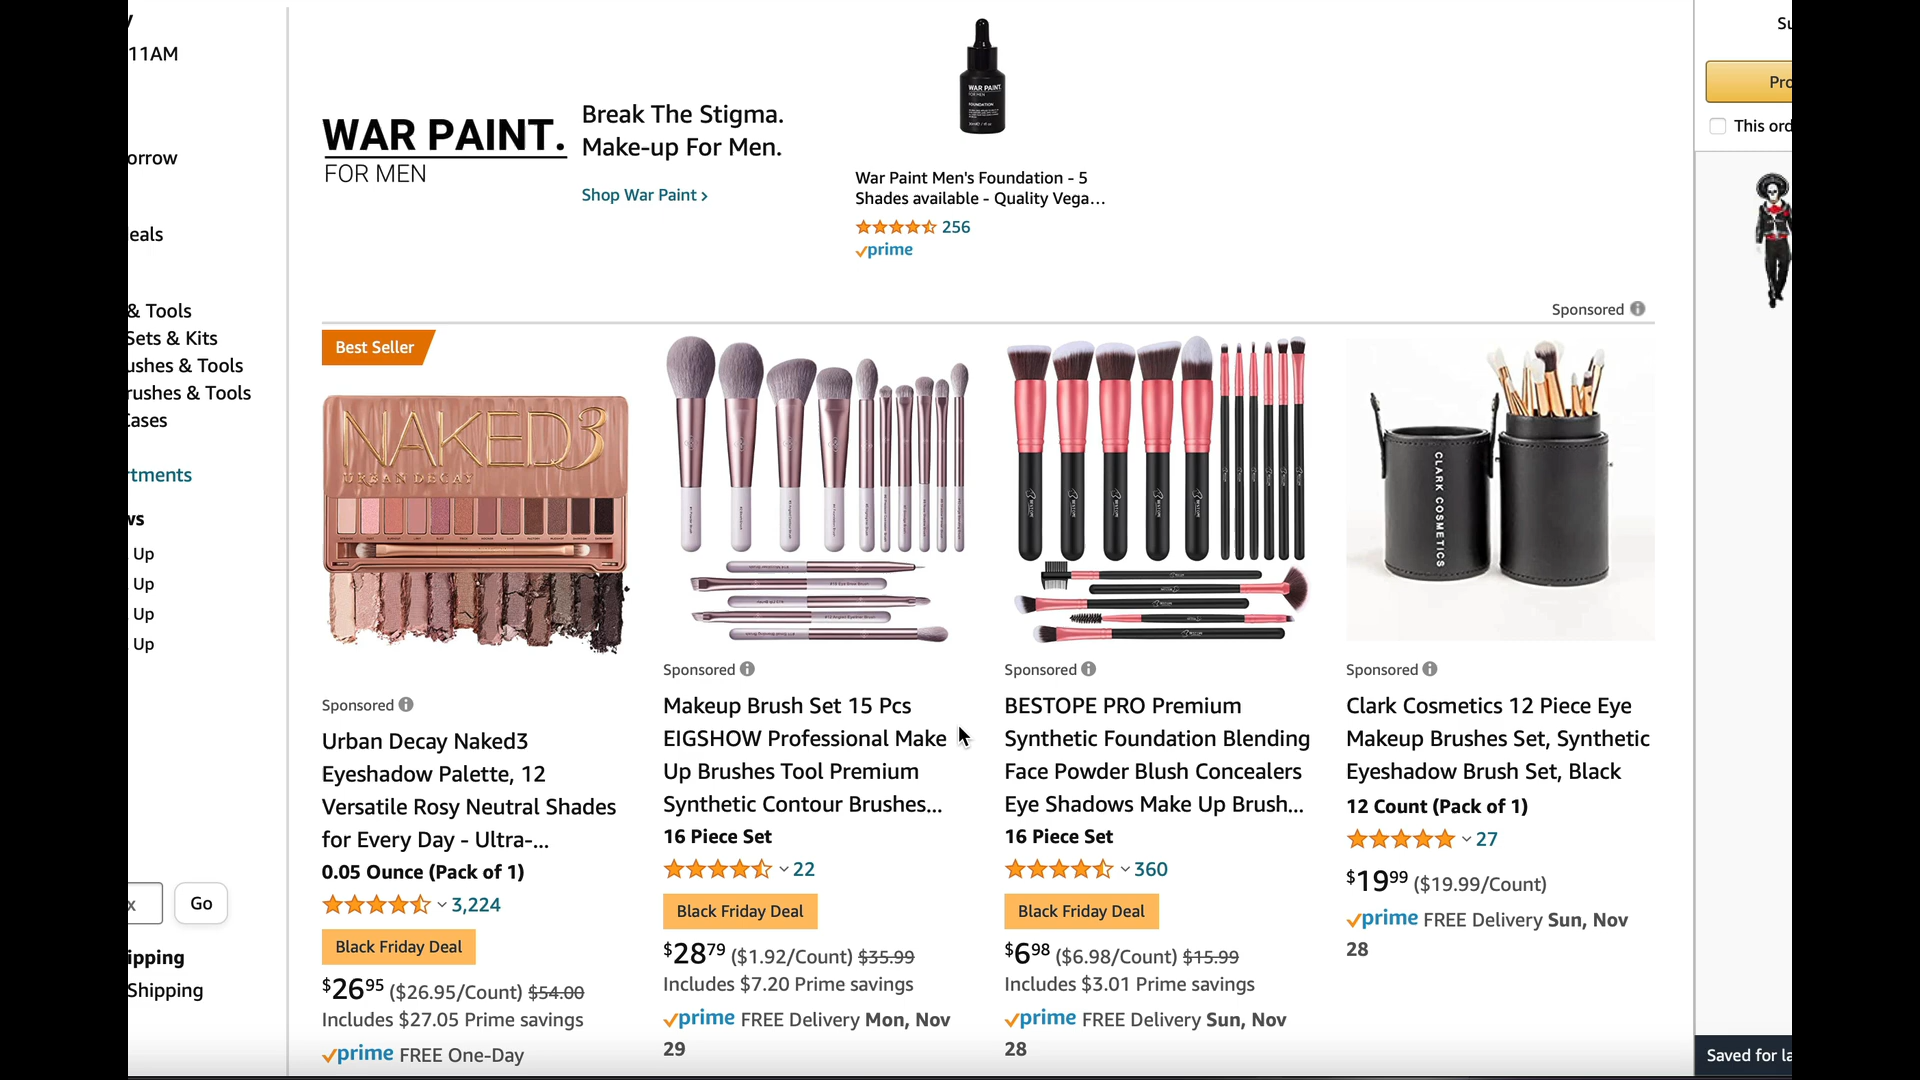 11AM
orrow
eals
& Tools
Sets & Kits
ushes & Tools
rushes & Tools
Cases
rtments
ws
Up
Up
Up
Up
x
Go
ipping
Shipping
WAR PAINT.
FOR MEN
Break The Stigma.
Make-up For Men.
Shop War Paint ›
WAR PAINT.
FOR MEN
FOUNDATION
War Paint Men's Foundation - 5
Shades available - Quality Vega…
256
prime
Sponsored
Best Seller
NAKED3
URBAN DECAY
Sponsored
Urban Decay Naked3
Eyeshadow Palette, 12
Versatile Rosy Neutral Shades
for Every Day - Ultra-…
0.05 Ounce (Pack of 1)
3,224
Black Friday Deal
$26.95 ($26.95/Count) $54.00
Includes $27.05 Prime savings
prime FREE One-Day
Sponsored
Makeup Brush Set 15 Pcs
EIGSHOW Professional Make
Up Brushes Tool Premium
Synthetic Contour Brushes…
16 Piece Set
22
Black Friday Deal
$28.79 ($1.92/Count) $35.99
Includes $7.20 Prime savings
prime FREE Delivery Mon, Nov
29
Sponsored
BESTOPE PRO Premium
Synthetic Foundation Blending
Face Powder Blush Concealers
Eye Shadows Make Up Brush…
16 Piece Set
360
Black Friday Deal
$6.98 ($6.98/Count) $15.99
Includes $3.01 Prime savings
prime FREE Delivery Sun, Nov
28
CLARK COSMETICS
Sponsored
Clark Cosmetics 12 Piece Eye
Makeup Brushes Set, Synthetic
Eyeshadow Brush Set, Black
12 Count (Pack of 1)
27
$19.99 ($19.99/Count)
prime FREE Delivery Sun, Nov
28
Su
Pro
This ord
Saved for la